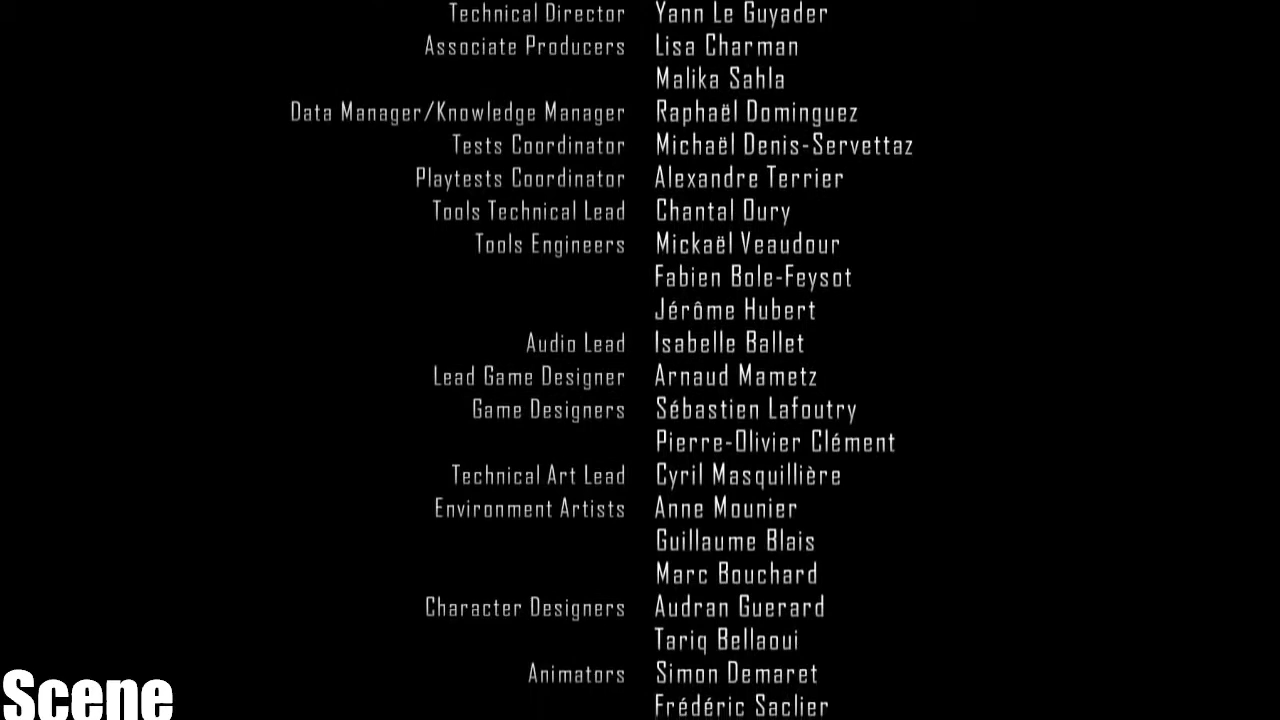 Technical Director Yann Le Guyader
Associate Producers Lisa Charman
Malika Sahla
Data Manager/Knowledge Manager Raphaël Dominguez
Tests Coordinator Michaël Denis-Servettaz
Playtests Coordinator Alexandre Terrier
Tools Technical Lead Chantal Oury
Tools Engineers Mickaël Veaudour
Fabien Bole-Feysot
Jérôme Hubert
Audio Lead Isabelle Ballet
Lead Game Designer Arnaud Mametz
Game Designers Sébastien Lafoutry
Pierre-Olivier Clément
Technical Art Lead Cyril Masquillière
Environment Artists Anne Mounier
Guillaume Blais
Marc Bouchard
Character Designers Audran Guerard
Tariq Bellaoui
Animators Simon Demaret
Frédéric Saclier
Scene